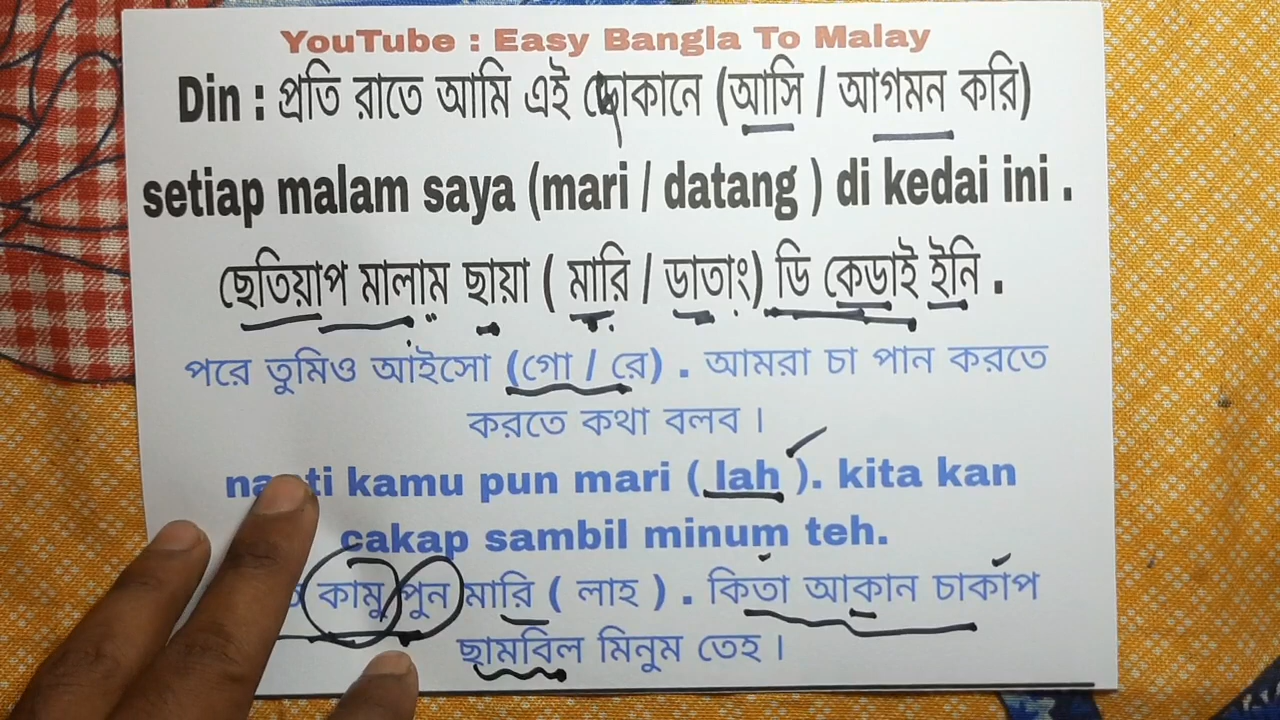 YouTube : Easy Bangla To Malay
Din : প্রতি রাতে আমি এই দোকানে (আসি / আগমন করি)
setiap malam saya (mari / datang ) di kedai ini .
ছেতিয়াপ মালাম ছায়া ( মারি / ডাতাং) ডি কেডাই ইনি .
পরে তুমিও আইসো (গো / রে) . আমরা চা পান করতে
করতে কথা বলব ।
kamu pun mari ( lah ). kita kan
cakap sambil minum teh.
কামু পুন মারি ( লাহ ) . কিতা আকান চাকাপ
ছামবিল মিনুম তেহ ।